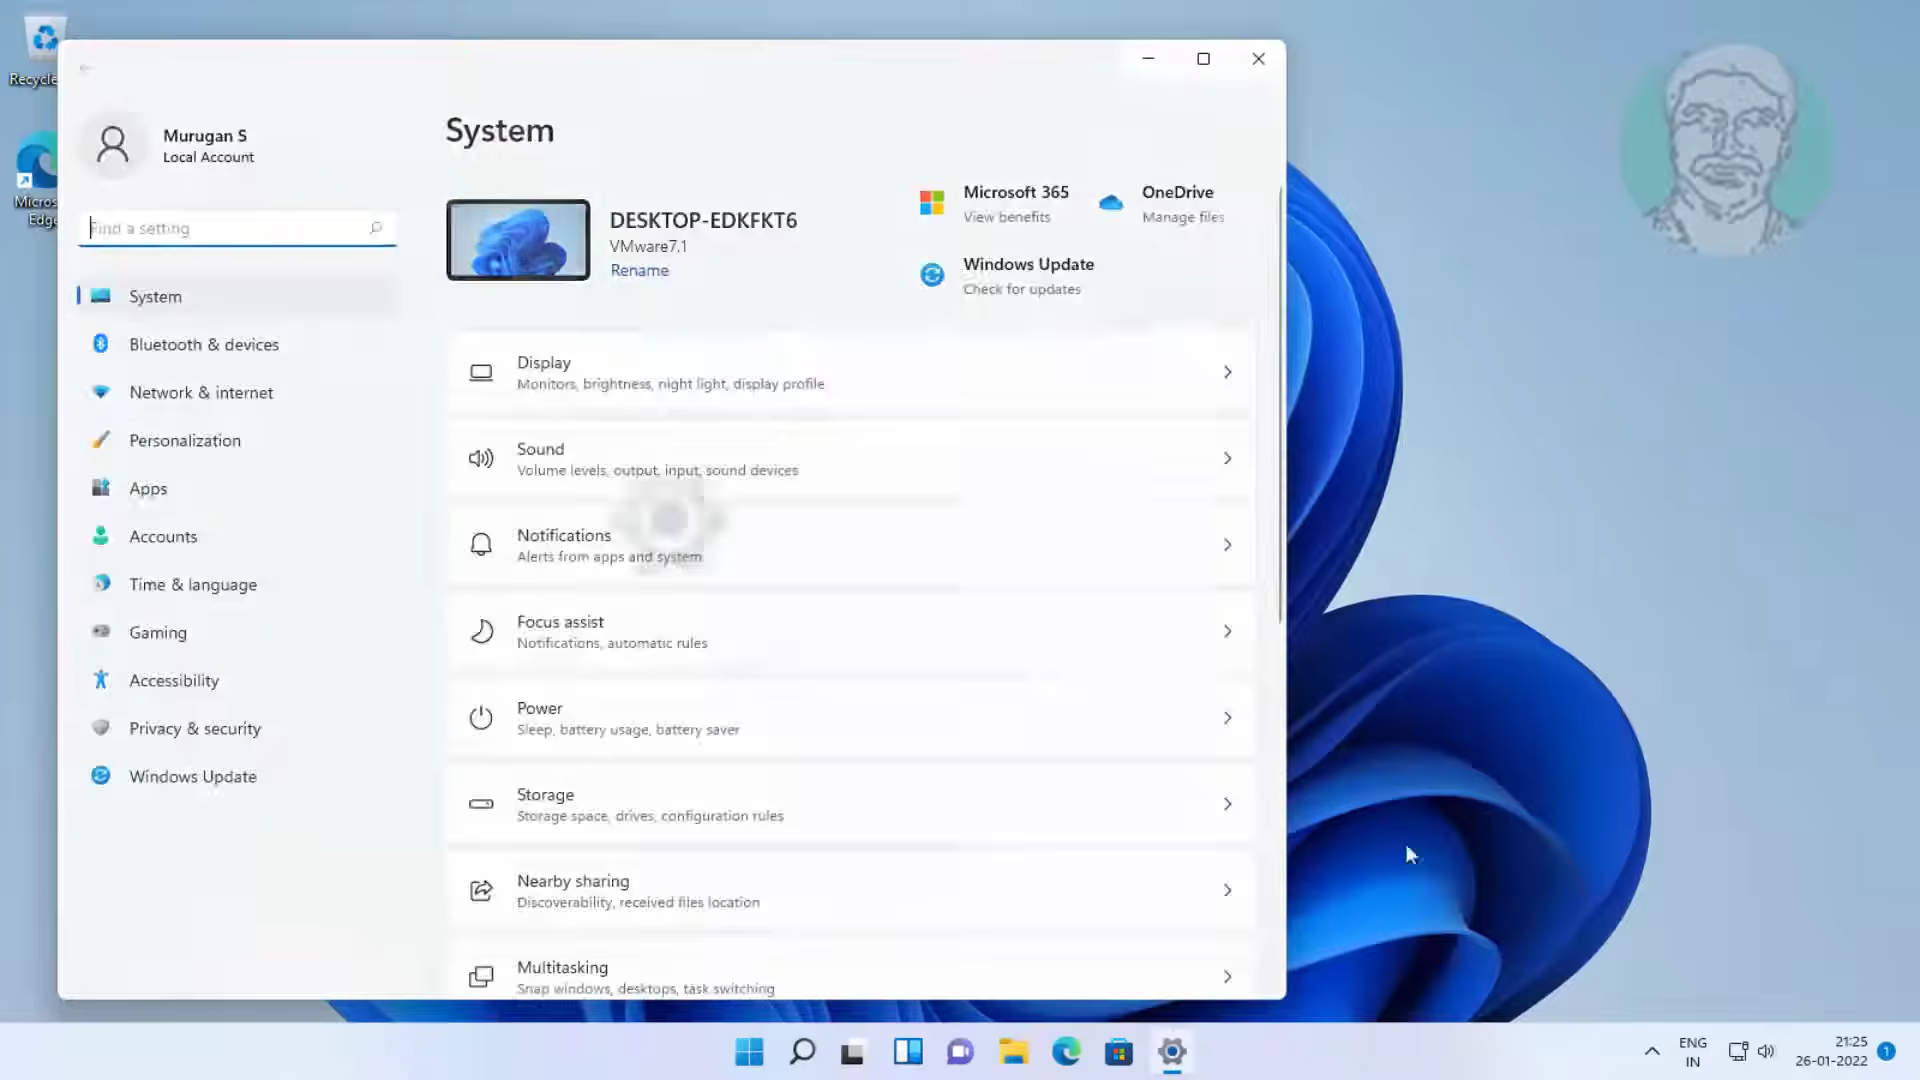 Recycle
Micros
Edge
Murugan S
Local Account
Find a setting
System
Bluetooth & devices
Network & internet
Personalization
Apps
Accounts
Time & language
Gaming
Accessibility
Privacy & security
Windows Update
System
DESKTOP-EDKFKT6
VMware7,1
Rename
Microsoft 365
View benefits
OneDrive
Manage files
Windows Update
Check for updates
Display
Monitors, brightness, night light, display profile
Sound
Volume levels, output, input, sound devices
Notifications
Alerts from apps and system
Focus assist
Notifications, automatic rules
Power
Sleep, battery usage, battery saver
Storage
Storage space, drives, configuration rules
Nearby sharing
Discoverability, received files location
Multitasking
Snap windows, desktops, task switching
ENG
IN
21:25
26-01-2022
1